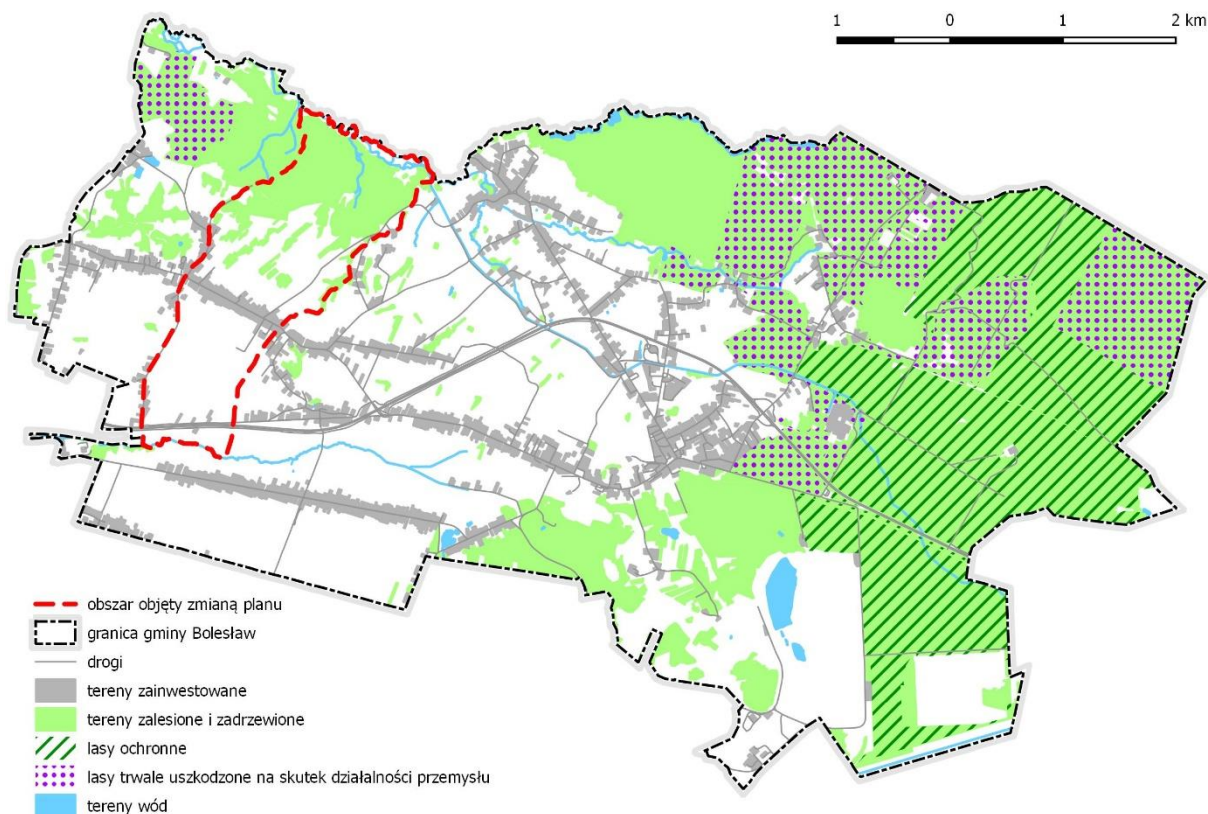 1 0 1 2 km
obszar objęty zmianą planu
granica gminy Bolesław
drogi
tereny zainwestowane
tereny zalesione i zadrzewione
lasy ochronne
lasy trwale uszkodzone na skutek działalności przemysłu
tereny wód